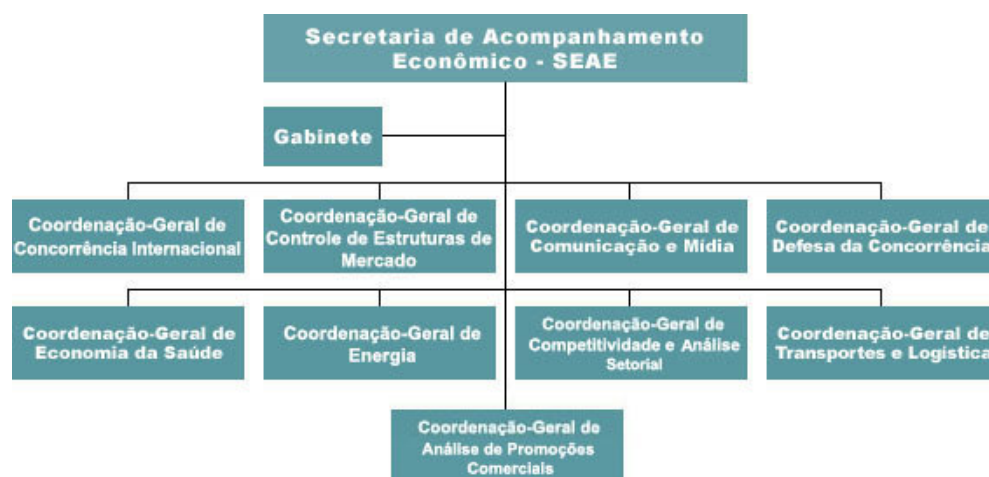 Secretaria de Acompanhamento
Econômico - SEAE
Gabinete
Coordenação-Geral de
Concorrência Internacional
Coordenação-Geral de
Controle de Estruturas de
Mercado
Coordenação-Geral de
Comunicação e Mídia
Coordenação-Geral de
Defesa da Concorrência
Coordenação-Geral de
Economia da Saúde
Coordenação-Geral de
Energia
Coordenação-Geral de
Competitividade e Análise
Setorial
Coordenação-Geral de
Transportes e Logística
Coordenação-Geral de
Análise de Promoções
Comerciais